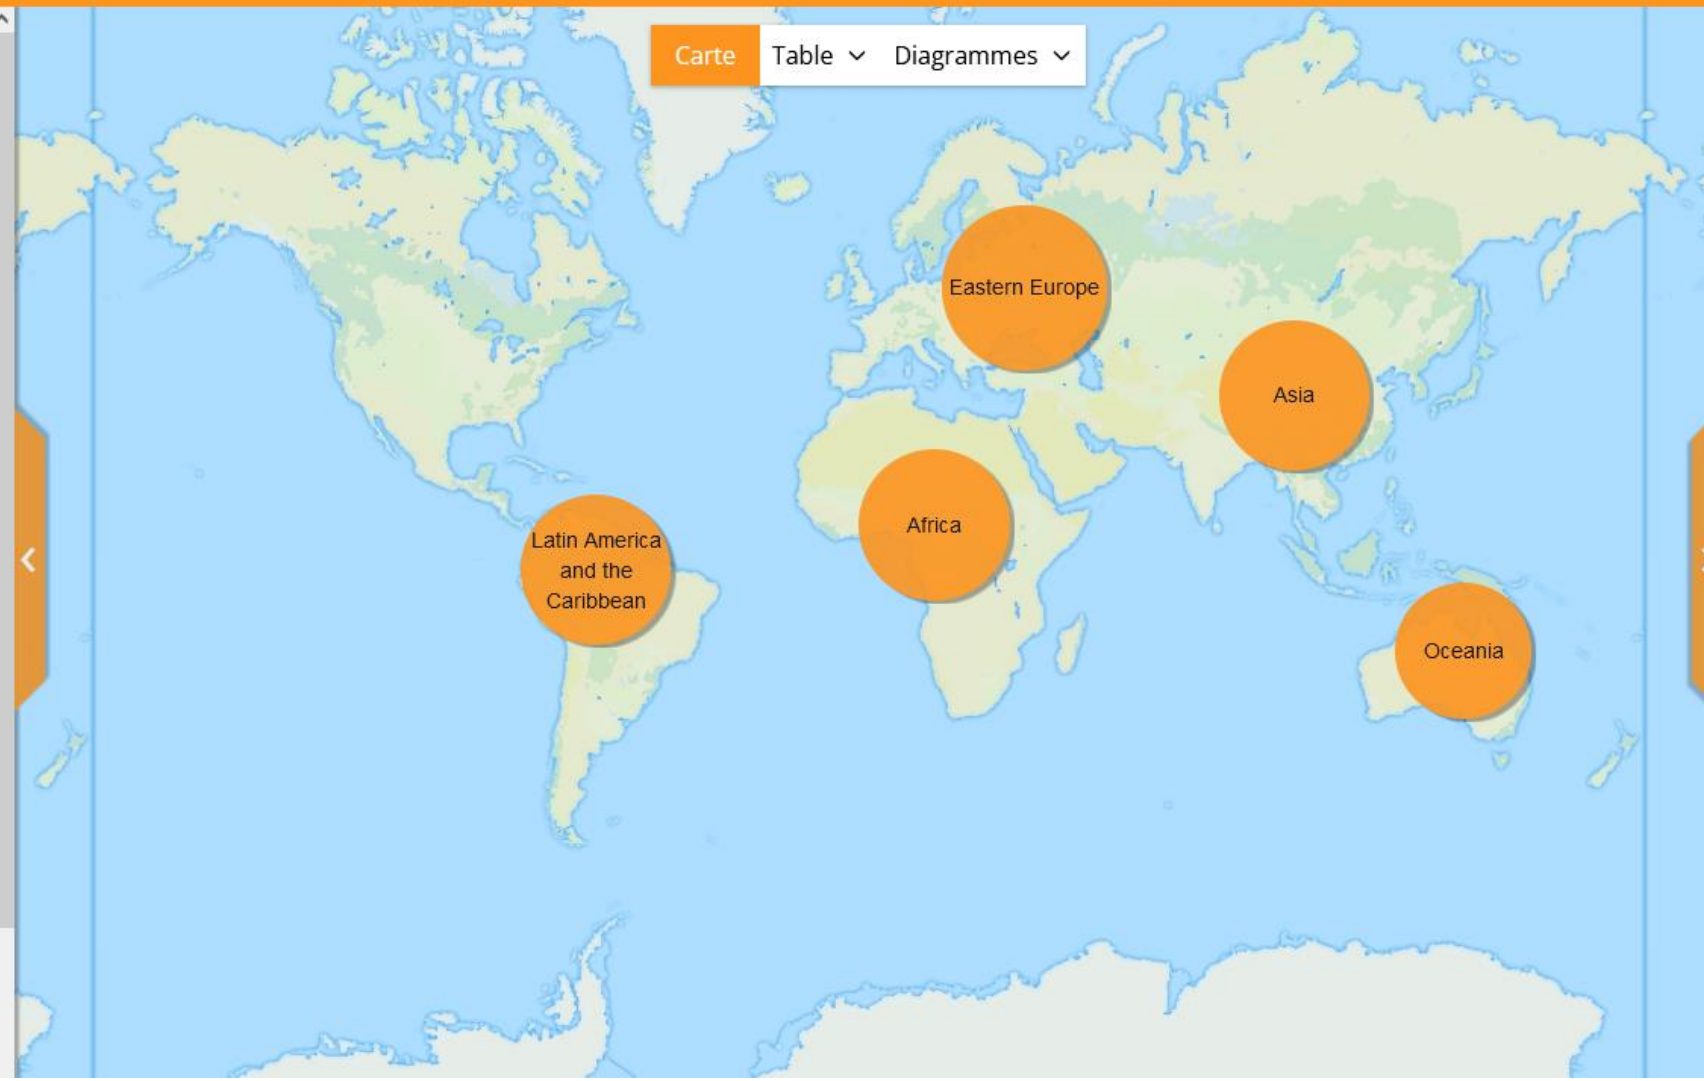 Carte Table Diagrammes
Eastern Europe
Asia
Africa
Latin America
and the
Caribbean
Oceania